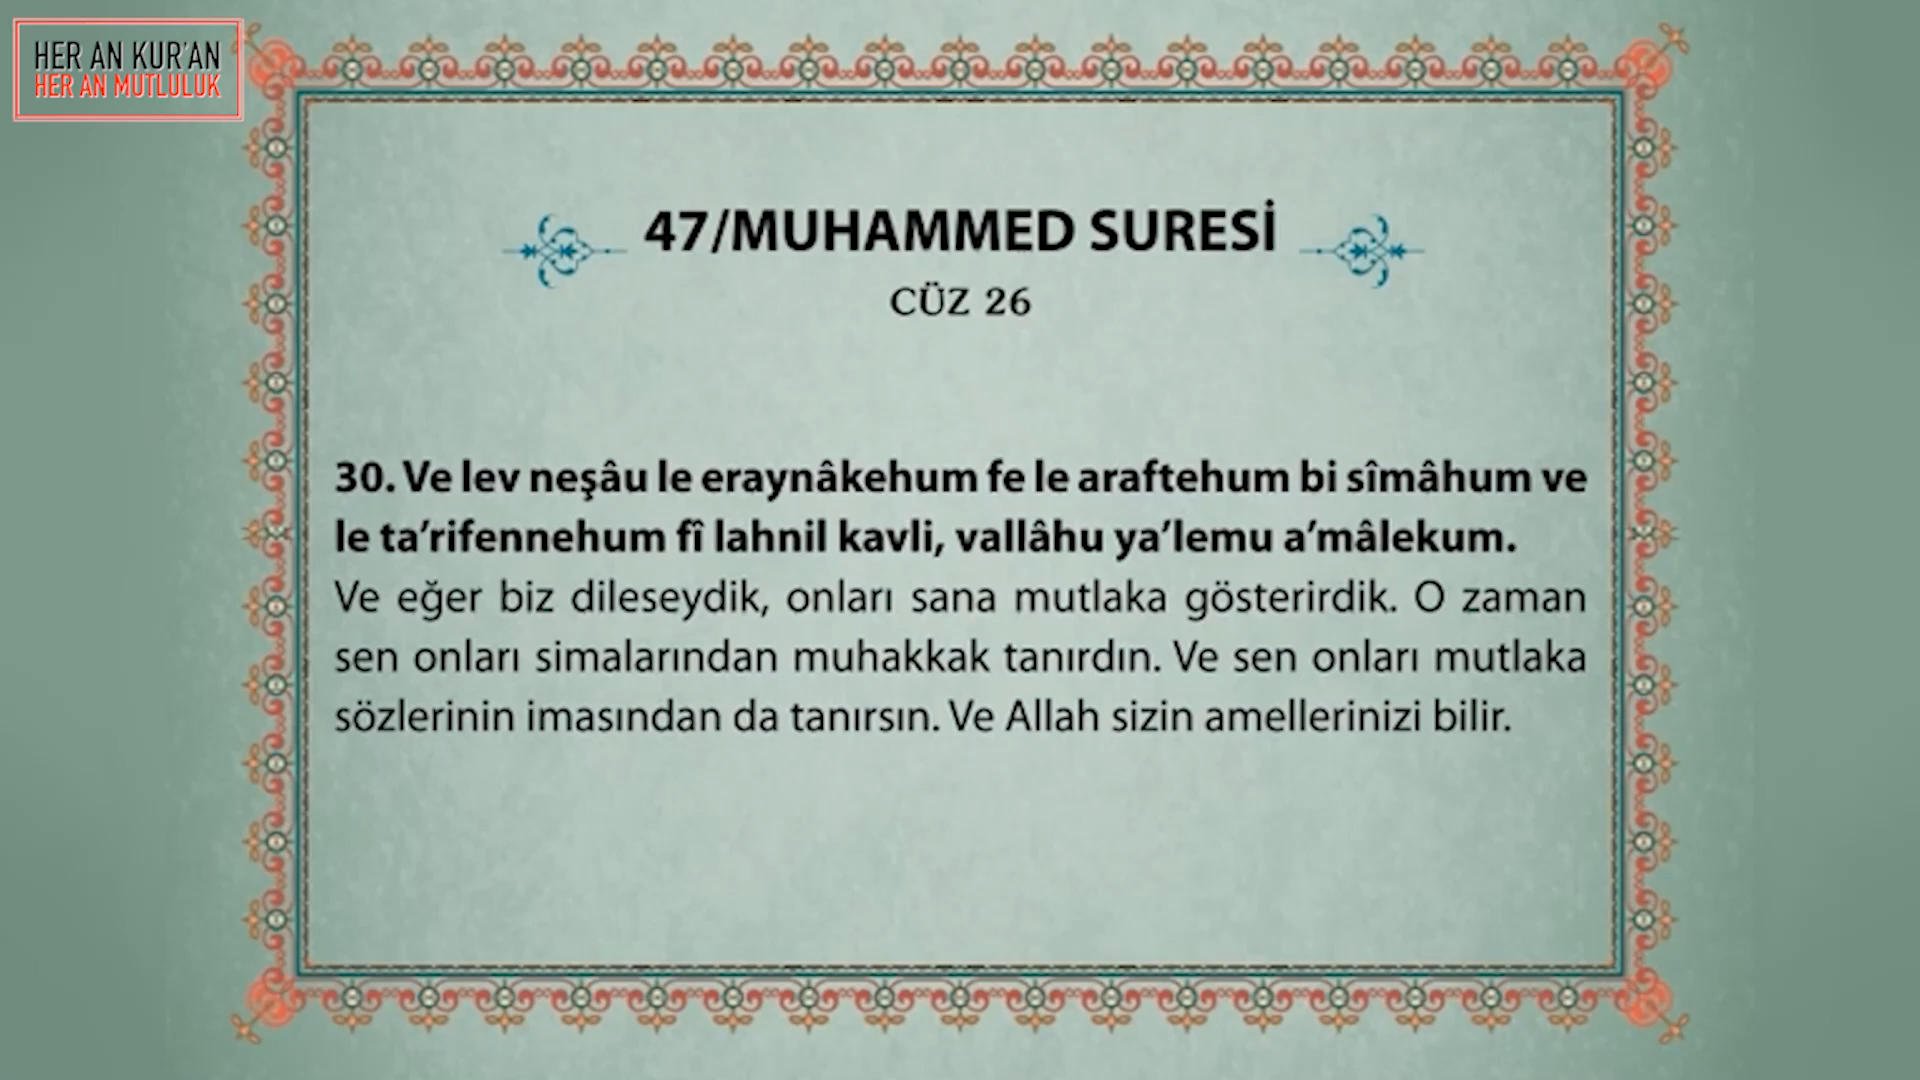 HER AN KUR'AN
HER AN MUTLULUK
47/MUHAMMED SURESİ
CÜZ 26
30. Ve lev neşâu le eraynâkehum fe le araftehum bi sîmâhum ve
le ta’rifennehum fî lahnil kavli, vallâhu ya’lemu a’mâlekum.
Ve eğer biz dileseydik, onları sana mutlaka gösterirdik. O zaman
sen onları simalarından muhakkak tanırdın. Ve sen onları mutlaka
sözlerinin imasından da tanırsın. Ve Allah sizin amellerinizi bilir.